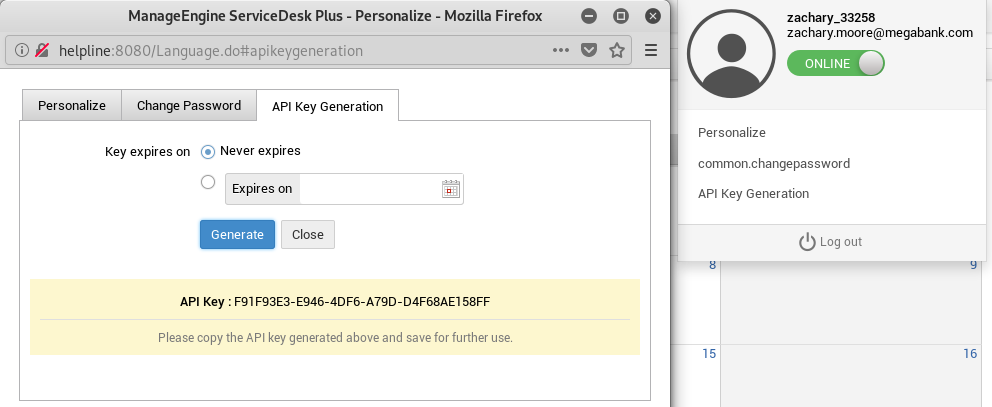 ManageEngine ServiceDesk Plus - Personalize - Mozilla Firefox
helpline:8080/Language.do#apikeygeneration
Personalize
Change Password
API Key Generation
Key expires on
Never expires
Expires on
Generate
Close
API Key : F91F93E3-E946-4DF6-A79D-D4F68AE158FF
Please copy the API key generated above and save for further use.
zachary_33258
zachary.moore@megabank.com
ONLINE
Personalize
common.changepassword
API Key Generation
Log out
8
9
15
16